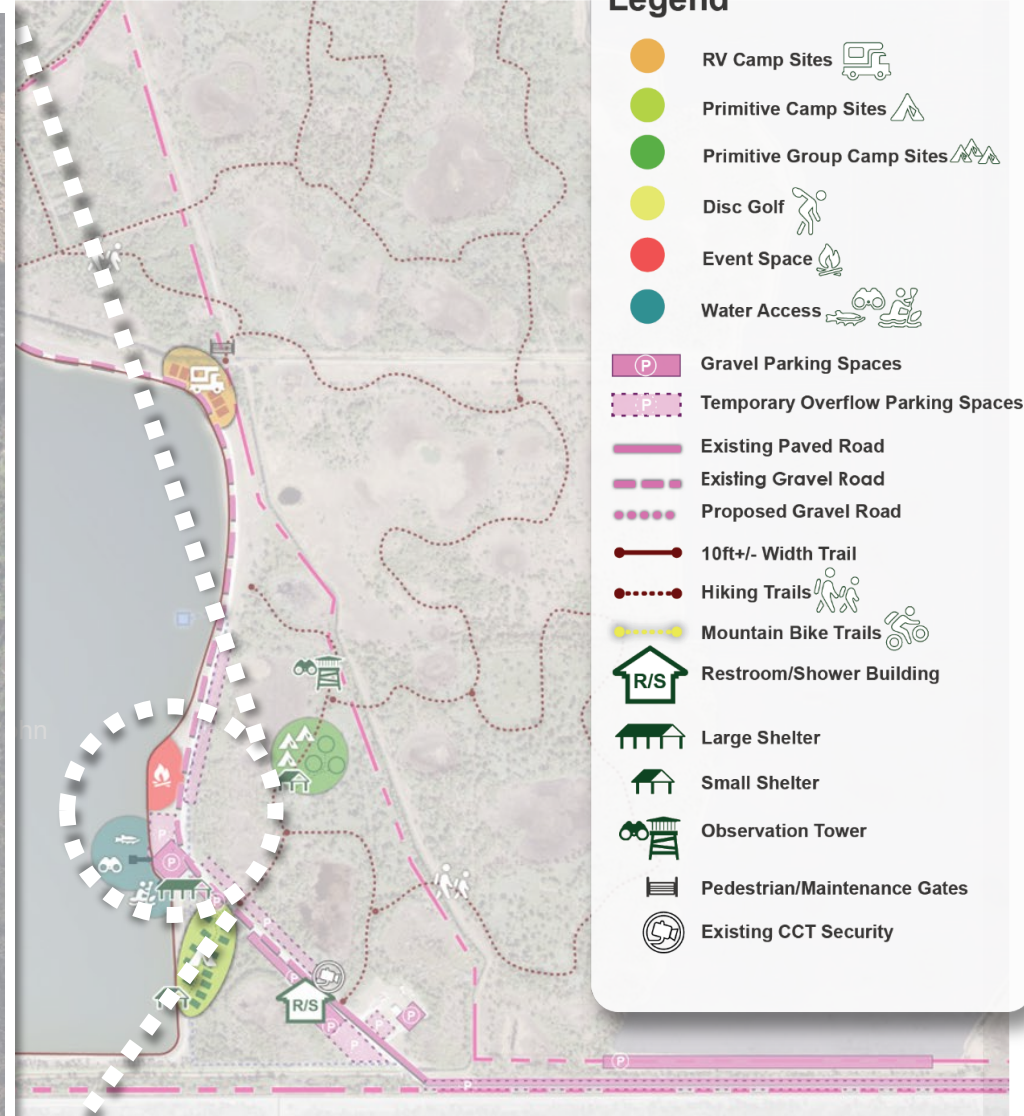 Legend
RV Camp Sites
Primitive Camp Sites
Primitive Group Camp Sites
Disc Golf
Event Space
Water Access
P
Gravel Parking Spaces
P
Temporary Overflow Parking Spaces
Existing Paved Road
Existing Gravel Road
Proposed Gravel Road
10ft+/- Width Trail
Hiking Trails
Mountain Bike Trails
R/S
Restroom/Shower Building
Large Shelter
Small Shelter
Observation Tower
Pedestrian/Maintenance Gates
Existing CCT Security
P
P
P
P
P
R/S
P
P
P
P
P
P